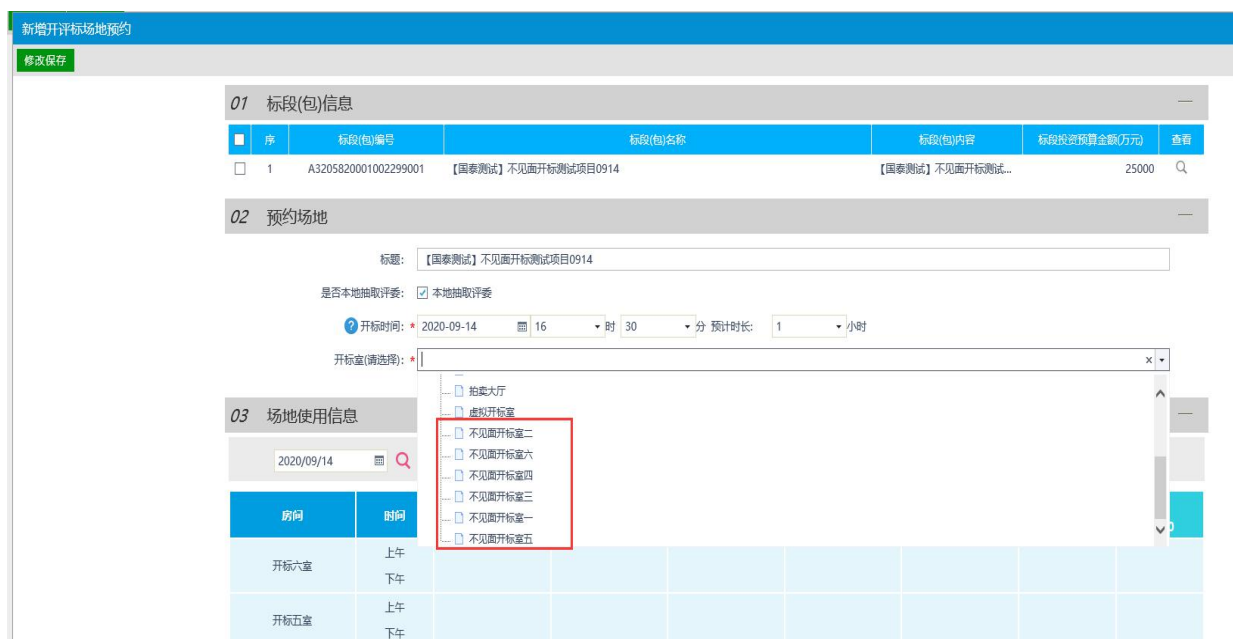 新增开评标场地预约
修改保存
01 标段(包)信息
序 标段(包)编号 标段(包)名称 标段(包)内容 标段投资预算金额(万元) 查看
1 A3205820001002299001 【国泰测试】不见面开标测试项目0914 【国泰测试】不见面开标测试... 25000
02 预约场地
标题: 【国泰测试】不见面开标测试项目0914
是否本地抽取评委: 本地抽取评委
开标时间: * 2020-09-14 16 时 30 分 预计时长: 1 小时
开标室(请选择): * x
拍卖大厅
虚拟开标室
不见面开标室二
不见面开标室六
不见面开标室四
不见面开标室三
不见面开标室一
不见面开标室五
03 场地使用信息
2020/09/14
房间 时间
开标六室 上午
下午
开标五室 上午
下午